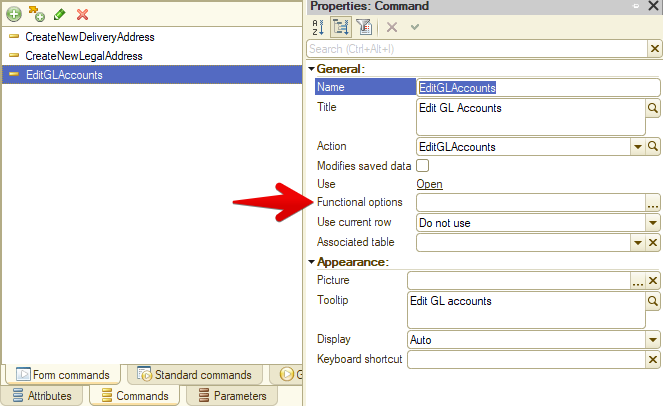 CreateNewDeliveryAddress
CreateNewLegalAddress
EditGLAccounts
Form commands
Standard commands
G
Attributes
Commands
Parameters
Properties: Command
Search (Ctrl+Alt+I)
General:
Name EditGLAccounts
Title Edit GL Accounts
Action EditGLAccounts
Modifies saved data
Use Open
Functional options
...
Use current row Do not use
Associated table
Appearance:
Picture
...
Tooltip Edit GL accounts
Display Auto
Keyboard shortcut